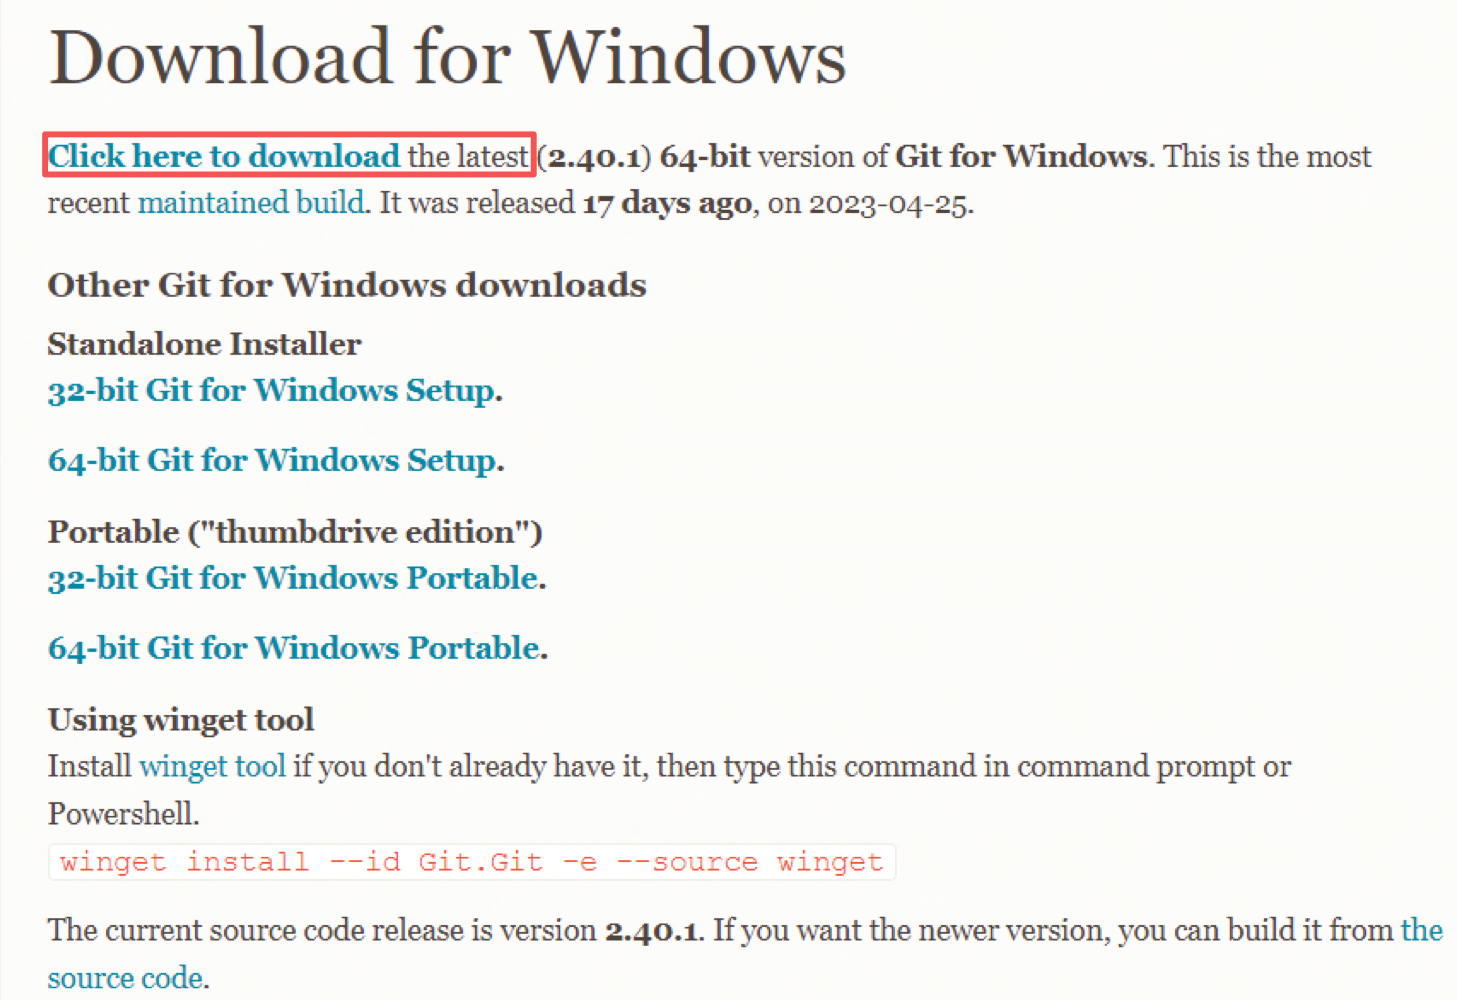 Download for Windows
Click here to download the latest (2.40.1) 64-bit version of Git for Windows. This is the most
recent maintained build. It was released 17 days ago, on 2023-04-25.
Other Git for Windows downloads
Standalone Installer
32-bit Git for Windows Setup.
64-bit Git for Windows Setup.
Portable ("thumbdrive edition")
32-bit Git for Windows Portable.
64-bit Git for Windows Portable.
Using winget tool
Install winget tool if you don't already have it, then type this command in command prompt or
Powershell.
winget install --id Git.Git -e --source winget
The current source code release is version 2.40.1. If you want the newer version, you can build it from the
source code.